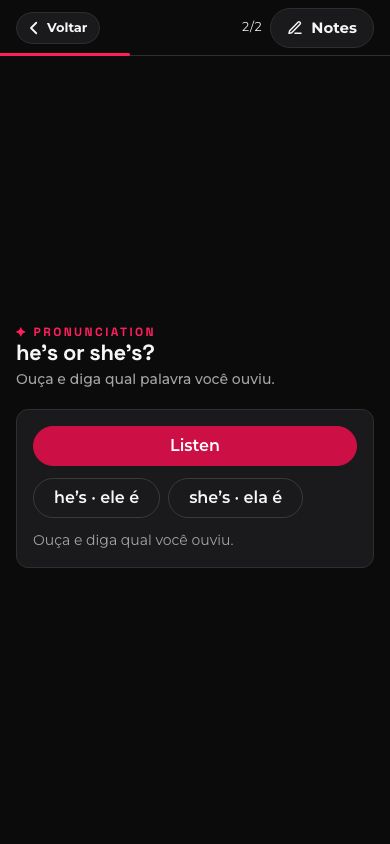 Voltar
2/2
Notes
PRONUNCIATION
he's or she's?
Ouça e diga qual palavra você ouviu.
Listen
he's · ele é
she's · ela é
Ouça e diga qual você ouviu.